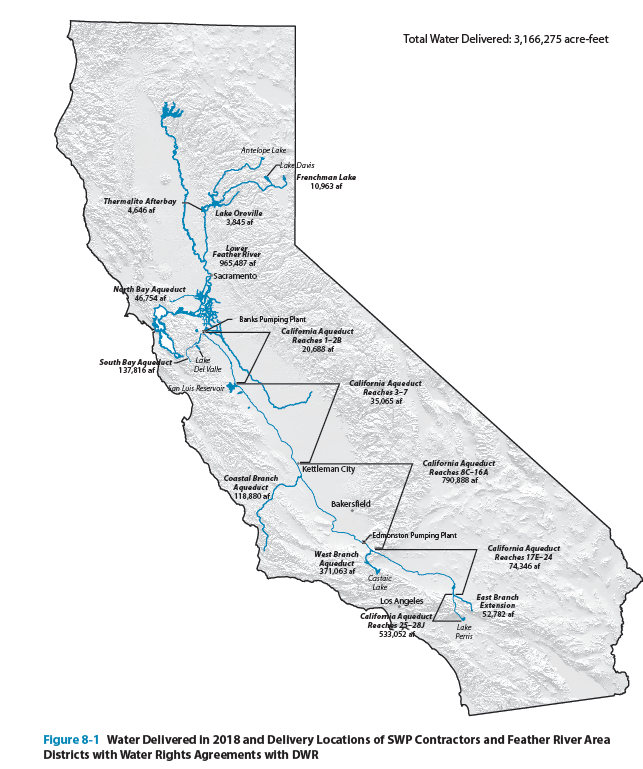 Total Water Delivered: 3,166,275 acre-feet
Antelope Lake
Lake Davis
Frenchman Lake
10,963 af
Thermalito Afterbay
4,646 af
Lake Oroville
3,845 af
Lower
Feather River
965,487 af
Sacramento
North Bay Aqueduct
46,754 af
Banks Pumping Plant
California Aqueduct
Reaches 1–2B
20,688 af
South Bay Aqueduct
137,816 af
Lake
Del Valle
San Luis Reservoir
California Aqueduct
Reaches 3–7
35,065 af
Kettleman City
California Aqueduct
Reaches 8C–16A
790,888 af
Coastal Branch
Aqueduct
118,880 af
Bakersfield
Edmonston Pumping Plant
West Branch
Aqueduct
371,063 af
Castaic
Lake
California Aqueduct
Reaches 17E–24
74,346 af
Los Angeles
East Branch
Extension
52,782 af
California Aqueduct
Reaches 25–28J
533,052 af
Lake
Perris
Figure 8-1 Water Delivered in 2018 and Delivery Locations of SWP Contractors and Feather River Area
Districts with Water Rights Agreements with DWR